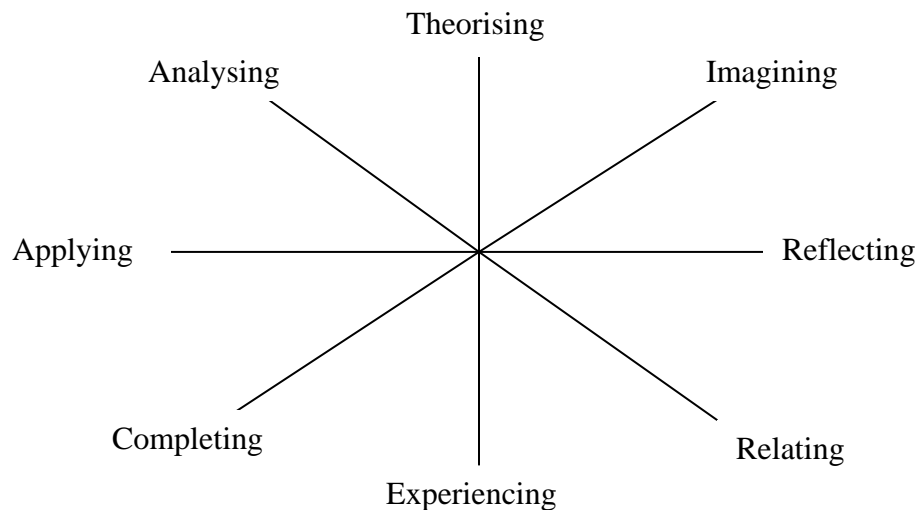 Theorising
Analysing
Imagining
Applying
Reflecting
Completing
Relating
Experiencing